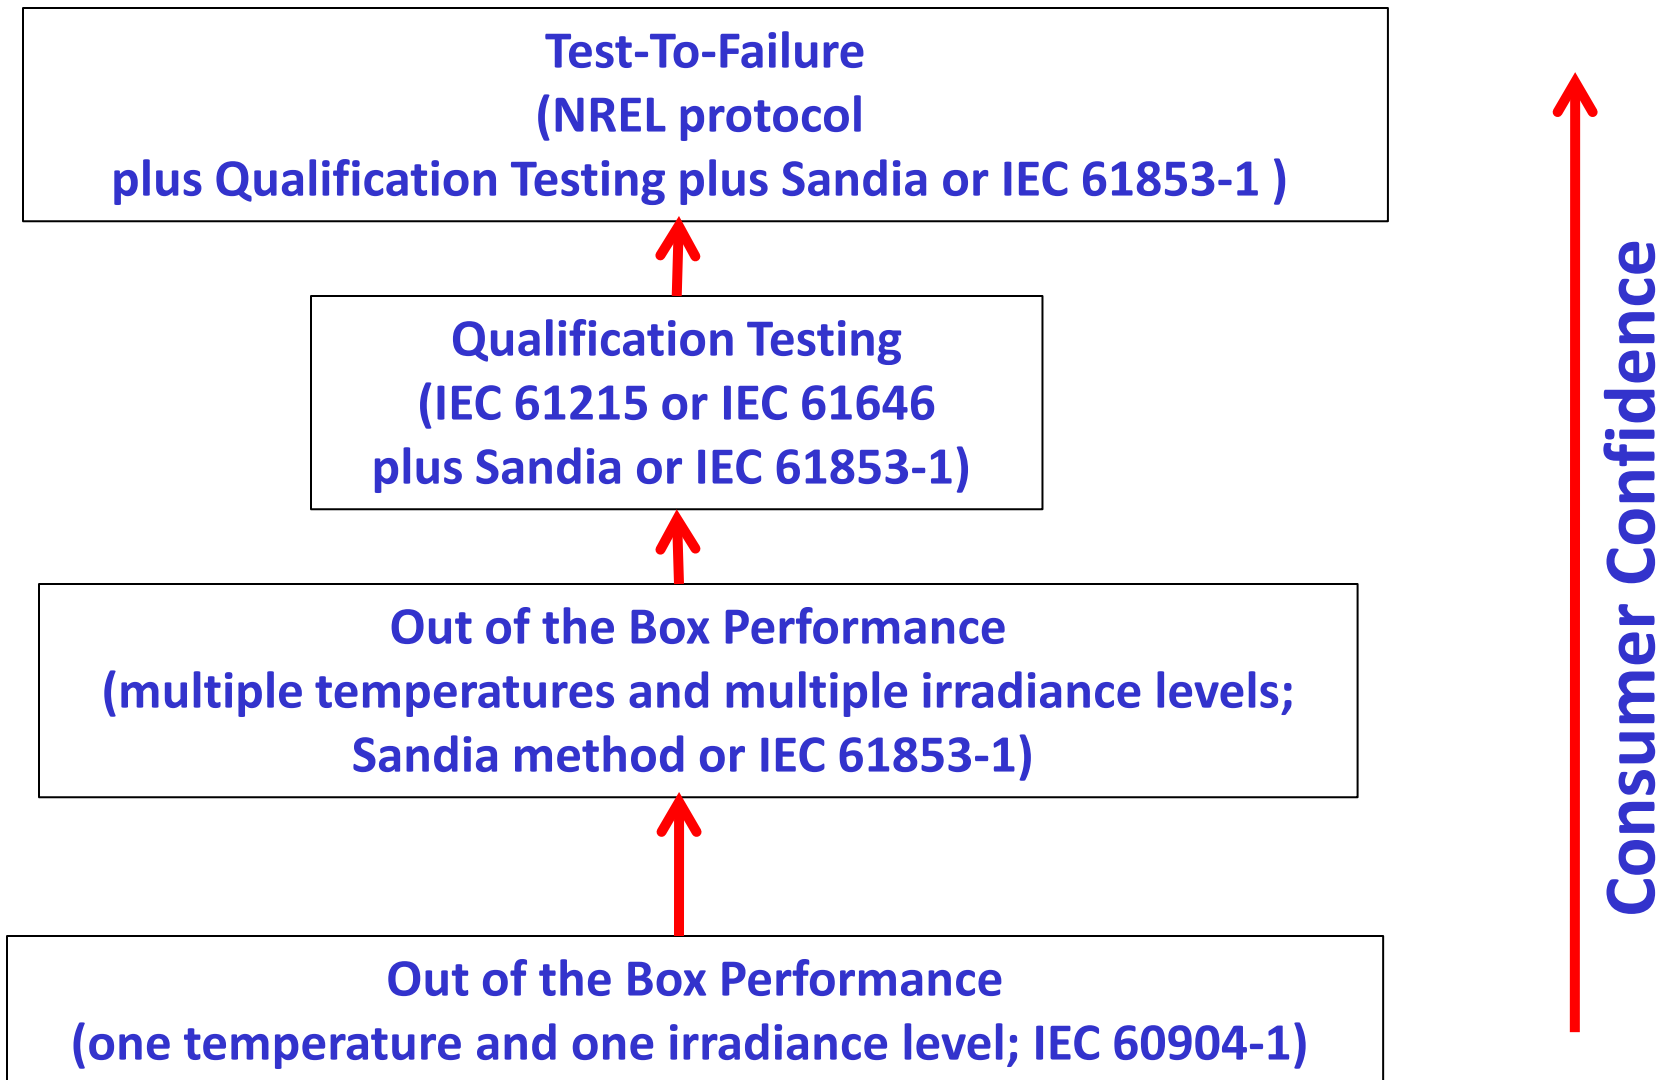 Test-To-Failure
(NREL protocol
plus Qualification Testing plus Sandia or IEC 61853-1 )
Qualification Testing
(IEC 61215 or IEC 61646
plus Sandia or IEC 61853-1)
Out of the Box Performance
(multiple temperatures and multiple irradiance levels;
Sandia method or IEC 61853-1)
Out of the Box Performance
(one temperature and one irradiance level; IEC 60904-1)
Consumer Confidence